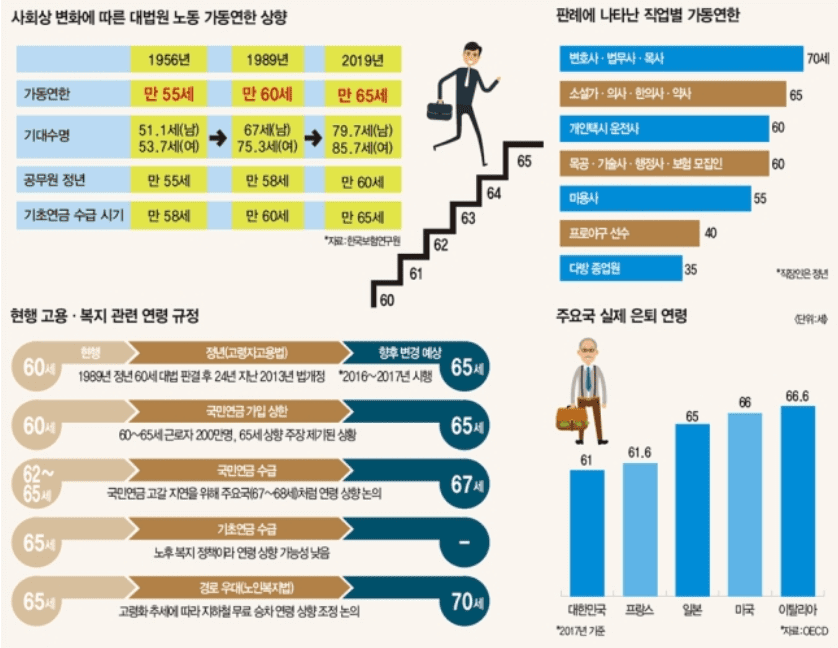 사회상 변화에 따른 대법원 노동 가동연한 상향
1956년 1989년 2019년
가동연한 만 55세 만 60세 만 65세
기대수명 51.1세(남) 67세(남) 79.7세(남)
53.7세(여) 75.3세(여) 85.7세(여)
공무원 정년 만 55세 만 58세 만 60세
기초연금 수급 시기 만 58세 만 60세 만 65세
*자료:한국보험연구원
65
64
63
62
61
60
판례에 나타난 직업별 가동연한
변호사·법무사·목사 70세
소설가·의사·한의사·약사 65
개인택시 운전사 60
목공·기술사·행정사·보험 모집인 60
미용사 55
프로야구 선수 40
다방 종업원 35
*직장인은 정년
현행 고용·복지 관련 연령 규정
현행 정년(고령자고용법) 향후 변경 예상
60세 65세
1989년 정년 60세 대법 판결 후 24년 지난 2013년 법개정 *2016~2017년 시행
국민연금 가입 상한
60세 65세
60~65세 근로자 200만명, 65세 상향 주장 제기된 상황
국민연금 수급
62~
65세 67세
국민연금 고갈 지연을 위해 주요국(67~68세)처럼 연령 상향 논의
기초연금 수급
65세 –
노후 복지 정책이라 연령 상향 가능성 낮음
경로 우대(노인복지법)
65세 70세
고령화 추세에 따라 지하철 무료 승차 연령 상향 조정 논의
주요국 실제 은퇴 연령 (단위:세)
61 61.6 65 66 66.6
대한민국 프랑스 일본 미국 이탈리아
*2017년 기준 *자료:OECD